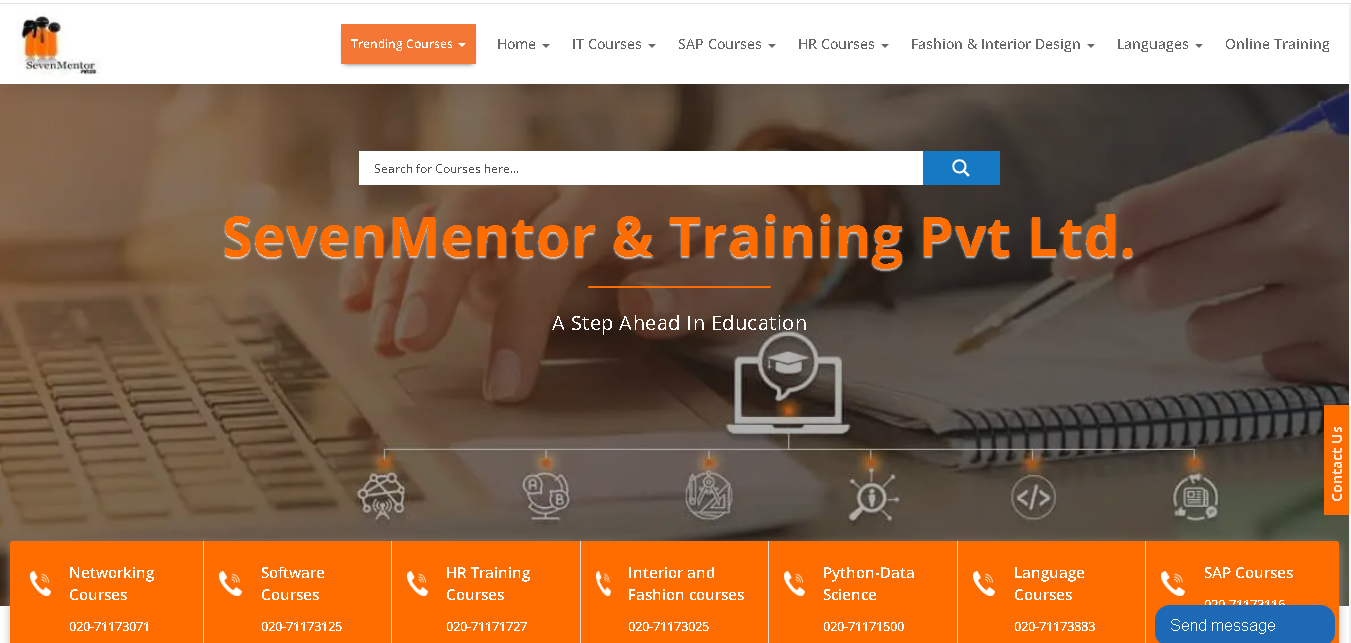 SevenMentor
Trending Courses
Home
IT Courses
SAP Courses
HR Courses
Fashion & Interior Design
Languages
Online Training
Search for Courses here...
SevenMentor & Training Pvt Ltd.
A Step Ahead In Education
A
B
</>
Contact Us
Networking
Courses
020-71173071
Software
Courses
020-71173125
HR Training
Courses
020-71171727
Interior and
Fashion courses
020-71173025
Python-Data
Science
020-71171500
Language
Courses
020-71173883
SAP Courses
Send message